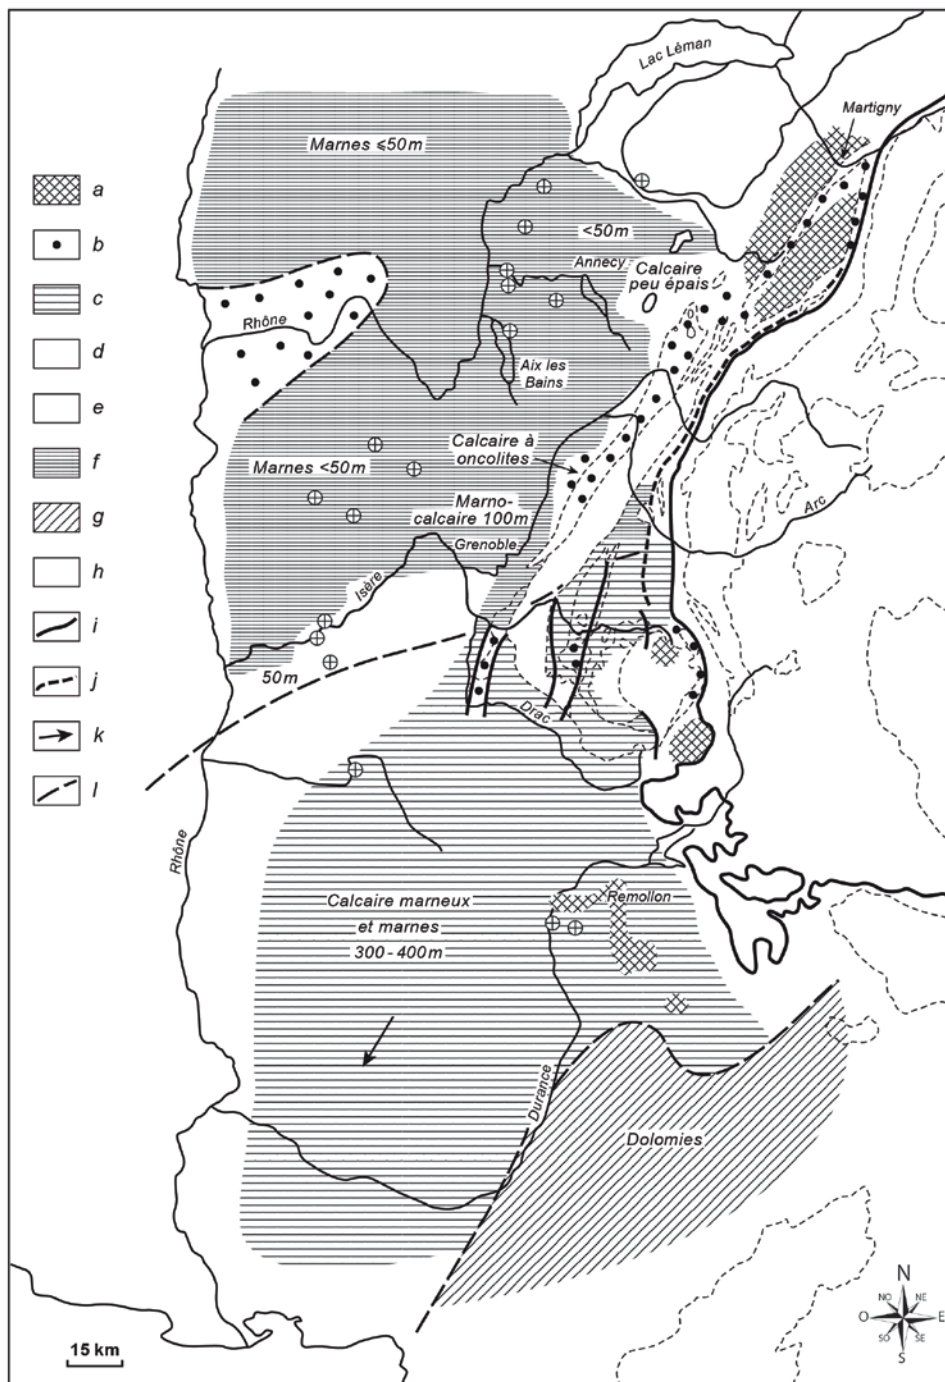 Lac Léman
Martigny
Marnes ⩽50m
<50m
Annecy
Calcaire
peu épais
Rhône
Aix les
Bains
Calcaire à
oncolites
Marnes <50m
Marno-
calcaire 100m
Grenoble
Arc
Isère
50m
Drac
Rhône
Calcaire marneux
et marnes
300-400m
Remollon
Durance
Dolomies
a
b
c
d
e
f
g
h
i
j
k
l
15 km
N
NO
NE
O
E
SO
SE
S